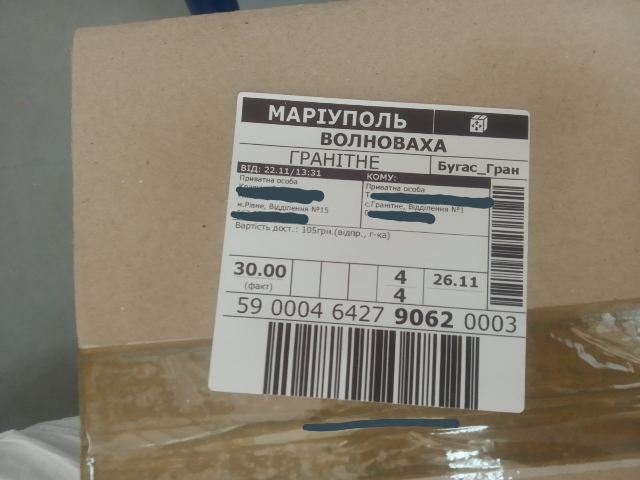 МАРІУПОЛЬ
ВОЛНОВАХА
ГРАНІТНЕ
Бугас_Гран
ВІД: 22.11/13:31
Приватна особа
м.Рівне, Відділення №15
КОМУ:
Приватна особа
с.Гранітне, Відділення №1
Вартість дост.: 105грн.(відпр., г-ка)
30.00
(факт)
4
4
26.11
59 0004 6427 9062 0003